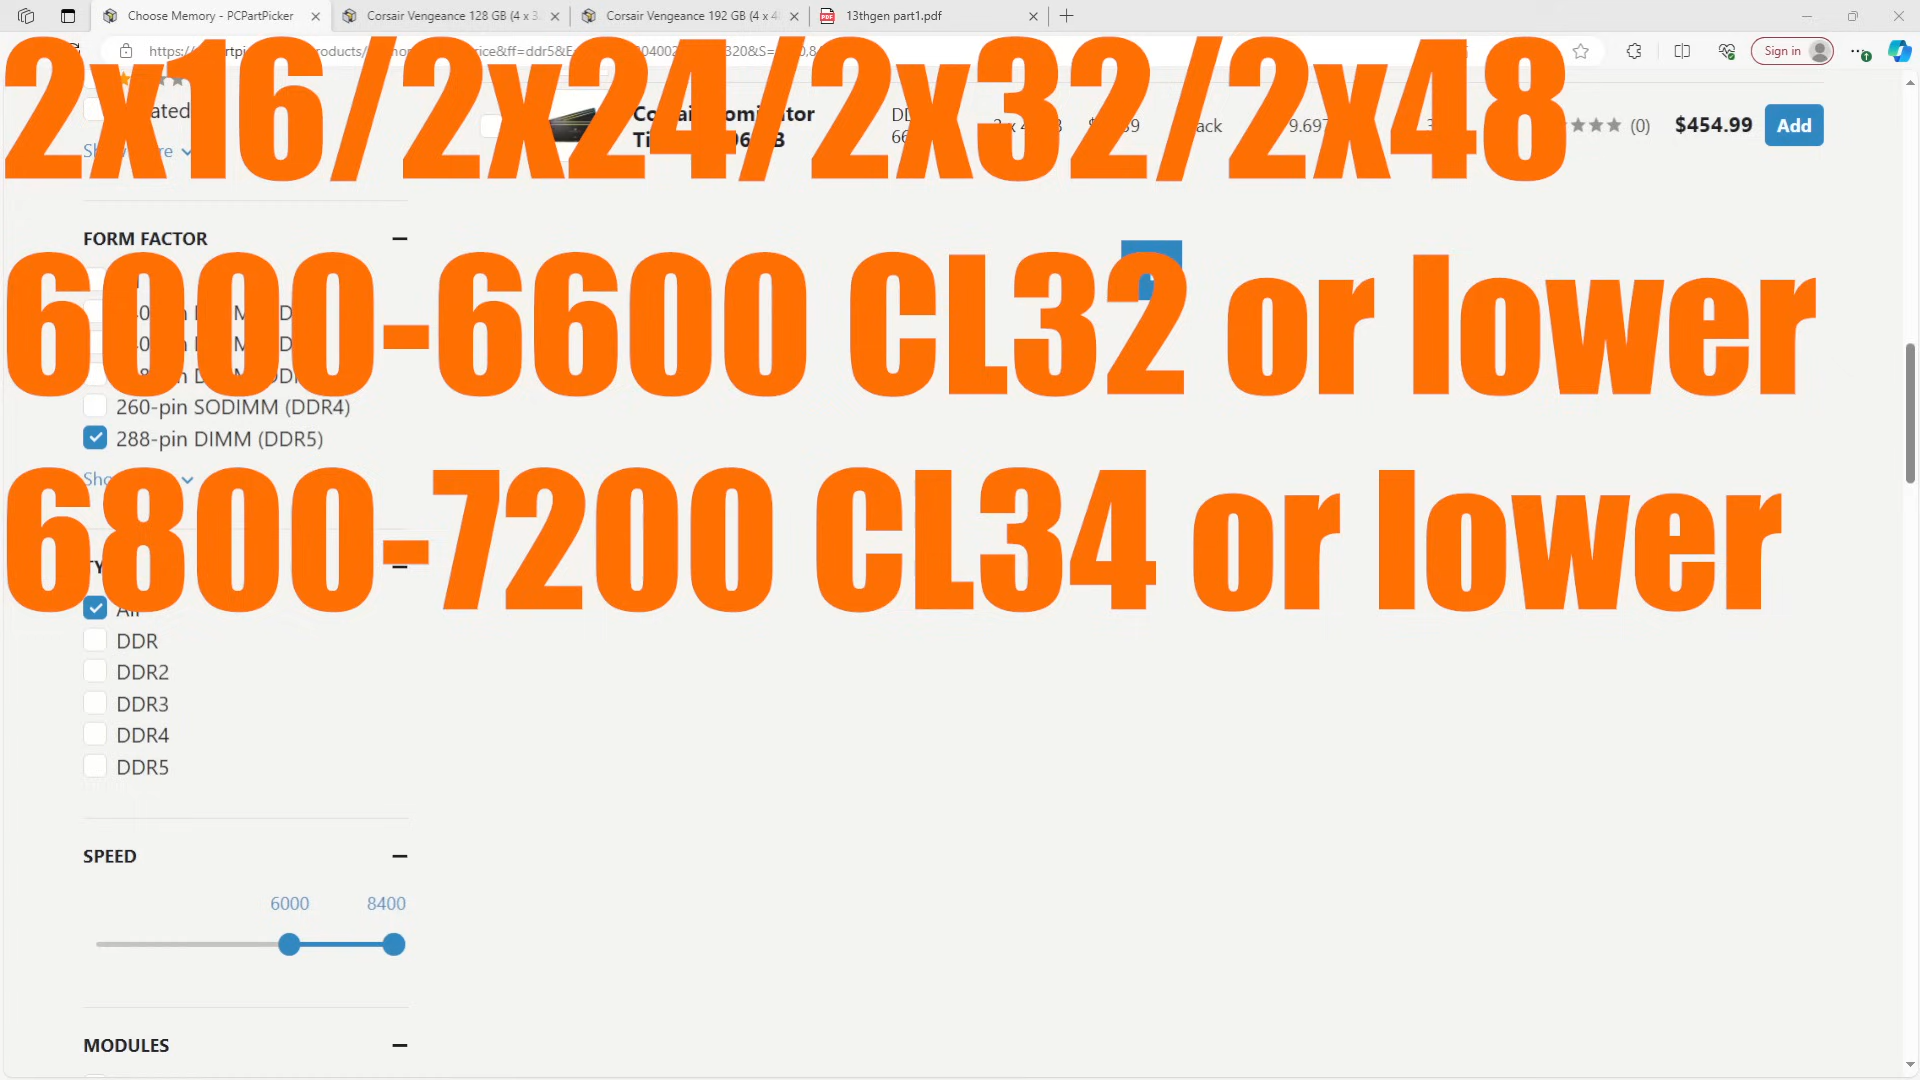 Choose Memory - PCPartPicker
Corsair Vengeance 128 GB (4 x 3
Corsair Vengeance 192 GB (4 x 4
13thgen part1.pdf
Sign in
2x16/2x24/2x32/2x48
(0)
$454.99
Add
FORM FACTOR
6000-6600 CL32 or lower
260-pin SODIMM (DDR4)
288-pin DIMM (DDR5)
6800-7200 CL34 or lower
All
DDR
DDR2
DDR3
DDR4
DDR5
SPEED
6000
8400
MODULES